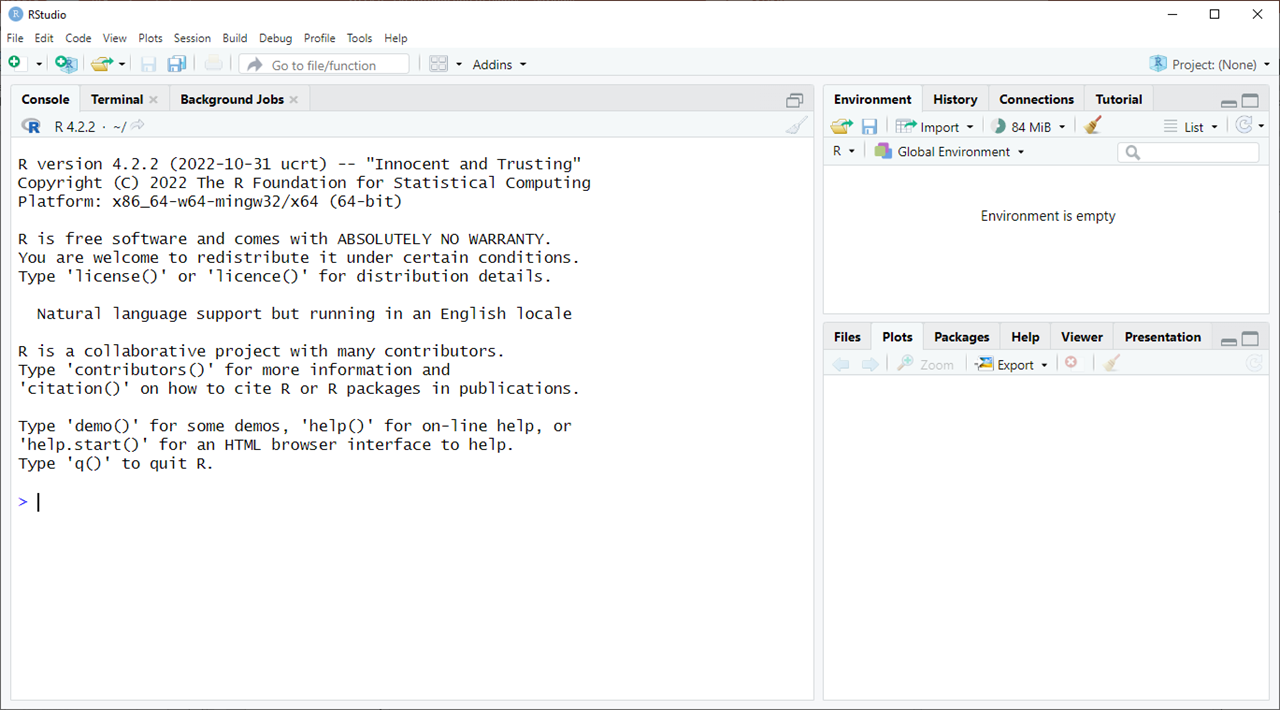 RStudio
File Edit Code View Plots Session Build Debug Profile Tools Help
Go to file/function Addins Project: (None)
Console Terminal Background Jobs
R 4.2.2 · ~/
R version 4.2.2 (2022-10-31 ucrt) -- "Innocent and Trusting"
Copyright (C) 2022 The R Foundation for Statistical Computing
Platform: x86_64-w64-mingw32/x64 (64-bit)
R is free software and comes with ABSOLUTELY NO WARRANTY.
You are welcome to redistribute it under certain conditions.
Type 'license()' or 'licence()' for distribution details.
Natural language support but running in an English locale
R is a collaborative project with many contributors.
Type 'contributors()' for more information and
'citation()' on how to cite R or R packages in publications.
Type 'demo()' for some demos, 'help()' for on-line help, or
'help.start()' for an HTML browser interface to help.
Type 'q()' to quit R.
>
Environment History Connections Tutorial
Import 84 MiB List
R Global Environment
Environment is empty
Files Plots Packages Help Viewer Presentation
Zoom Export